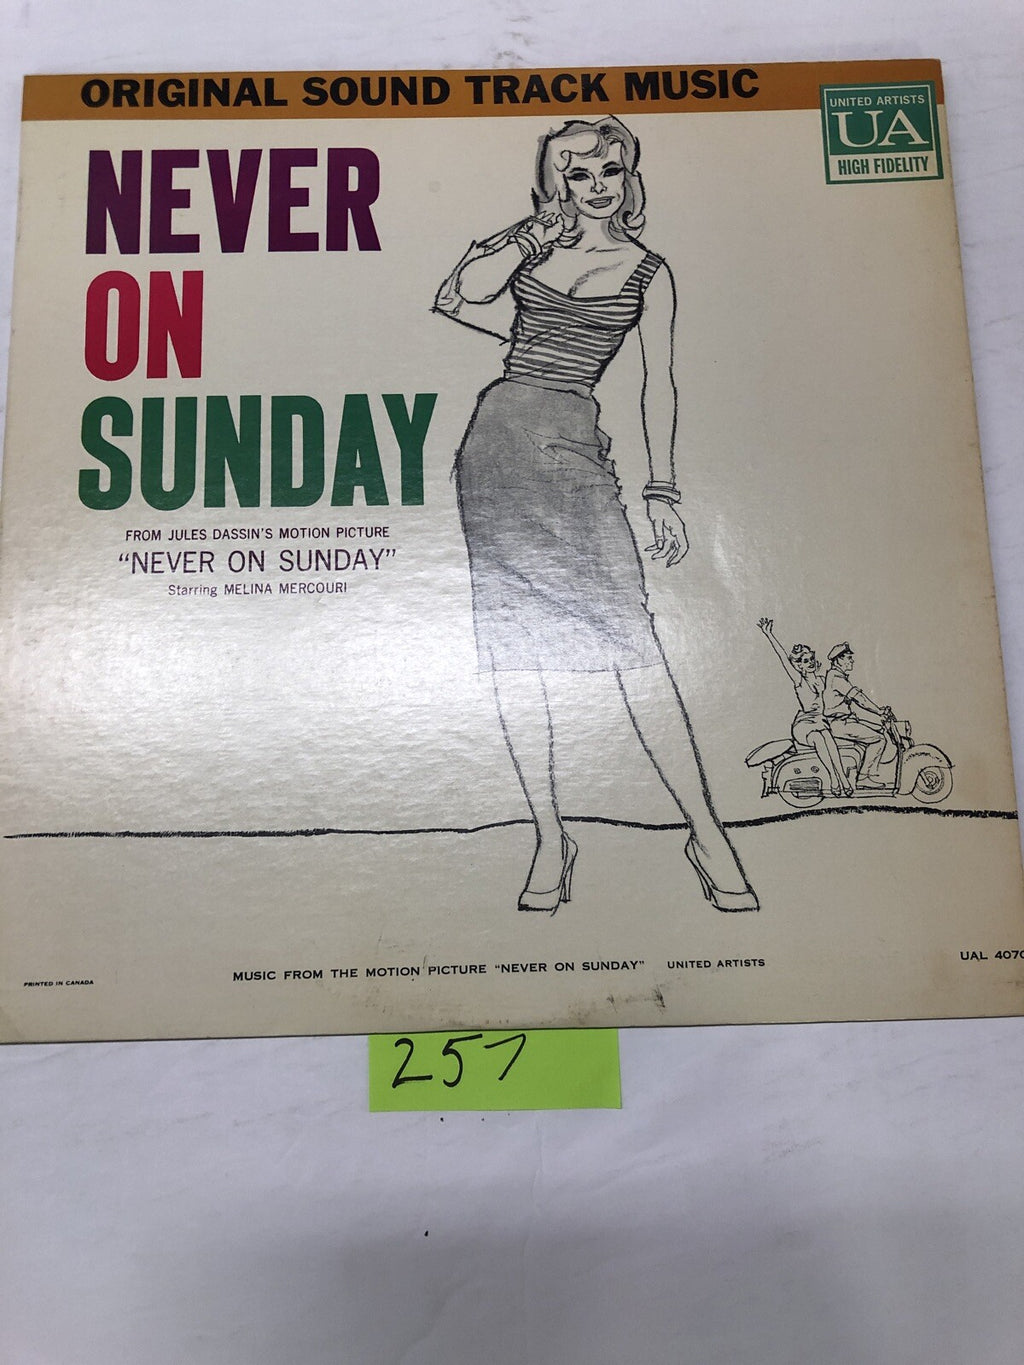 ORIGINAL SOUND TRACK MUSIC
UNITED ARTISTS
UA
HIGH FIDELITY
NEVER
ON
SUNDAY
FROM JULES DASSIN'S MOTION PICTURE
"NEVER ON SUNDAY"
Starring MELINA MERCOURI
UAL 4070
MUSIC FROM THE MOTION PICTURE "NEVER ON SUNDAY" UNITED ARTISTS
PRINTED IN CANADA
257